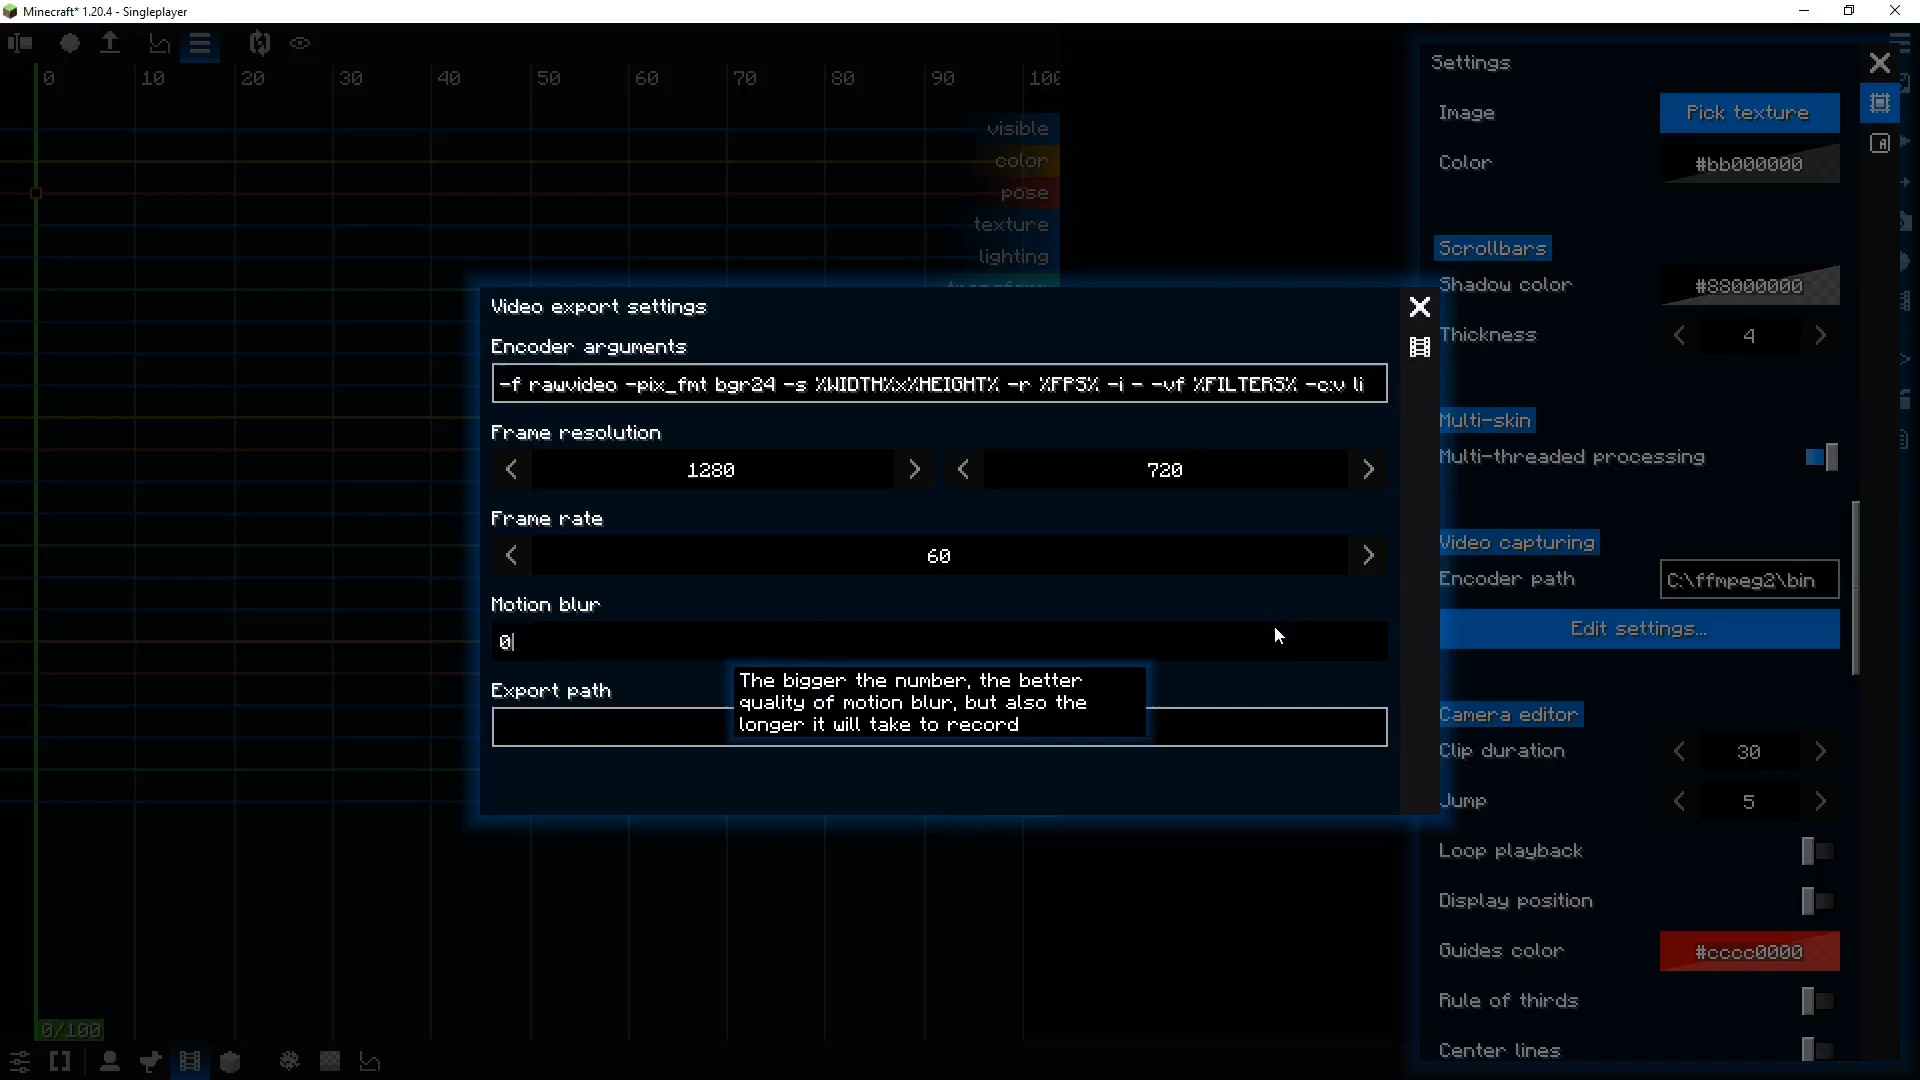 Minecraft* 1.20.4 - Singleplayer
0 10 20 30 40 50 60 70 80 90 100
visible
color
pose
texture
lighting
transform
0/100
Video export settings
Encoder arguments
-f rawvideo -pix_fmt bgr24 -s %WIDTH%x%HEIGHT% -r %FPS% -i - -vf %FILTERS% -c:v li
Frame resolution
1280 720
Frame rate
60
Motion blur
0
Export path
The bigger the number, the better
quality of motion blur, but also the
longer it will take to record
Settings
Image Pick texture
Color #bb000000
Scrollbars
Shadow color #88000000
Thickness 4
Multi-skin
Multi-threaded processing
Video capturing
Encoder path C:\ffmpeg2\bin
Edit settings...
Camera editor
Clip duration 30
Jump 5
Loop playback
Display position
Guides color #cccc0000
Rule of thirds
Center lines